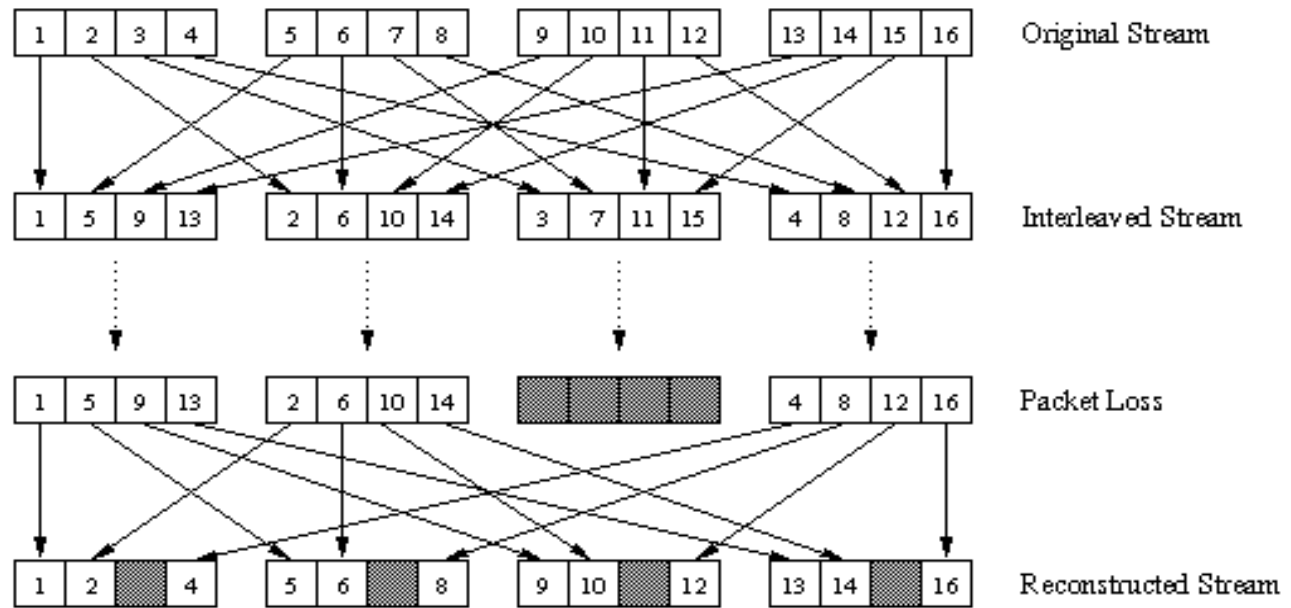 1 2 3 4 5 6 7 8 9 10 11 12 13 14 15 16 Original Stream
1 5 9 13 2 6 10 14 3 7 11 15 4 8 12 16 Interleaved Stream
1 5 9 13 2 6 10 14 4 8 12 16 Packet Loss
1 2 4 5 6 8 9 10 12 13 14 16 Reconstructed Stream